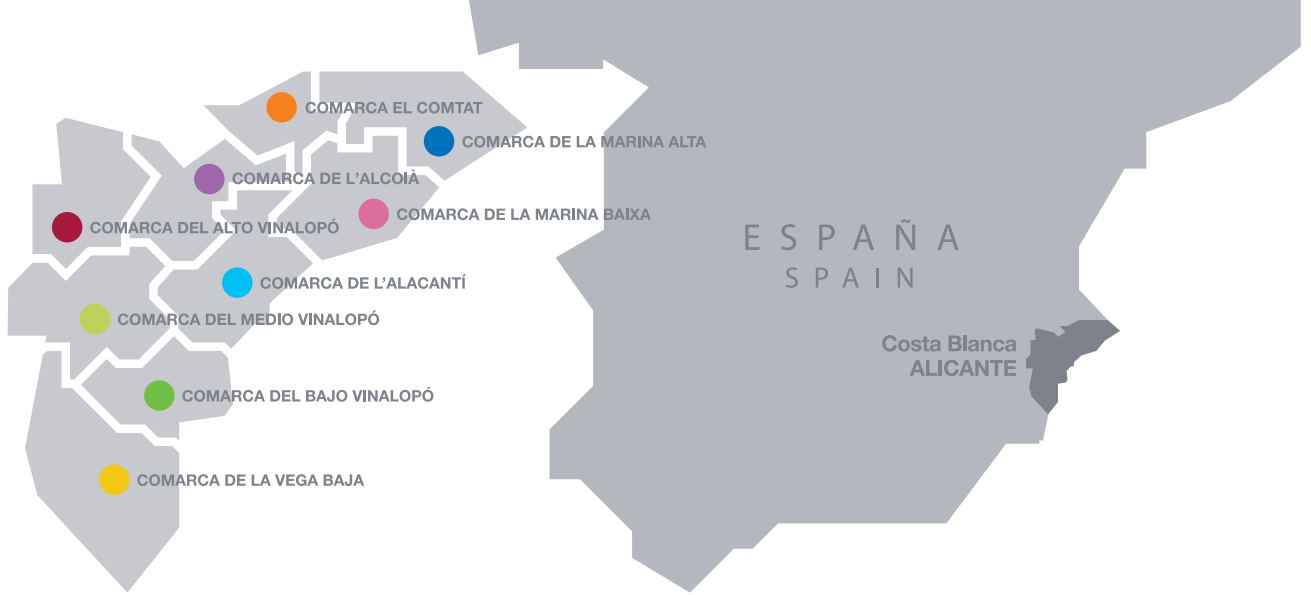 COMARCA EL COMTAT
COMARCA DE LA MARINA ALTA
COMARCA DE L'ALCOIÀ
COMARCA DE LA MARINA BAIXA
COMARCA DEL ALTO VINALOPÓ
COMARCA DE L'ALACANTÍ
COMARCA DEL MEDIO VINALOPÓ
COMARCA DEL BAJO VINALOPÓ
COMARCA DE LA VEGA BAJA
ESPAÑA
SPAIN
Costa Blanca
ALICANTE